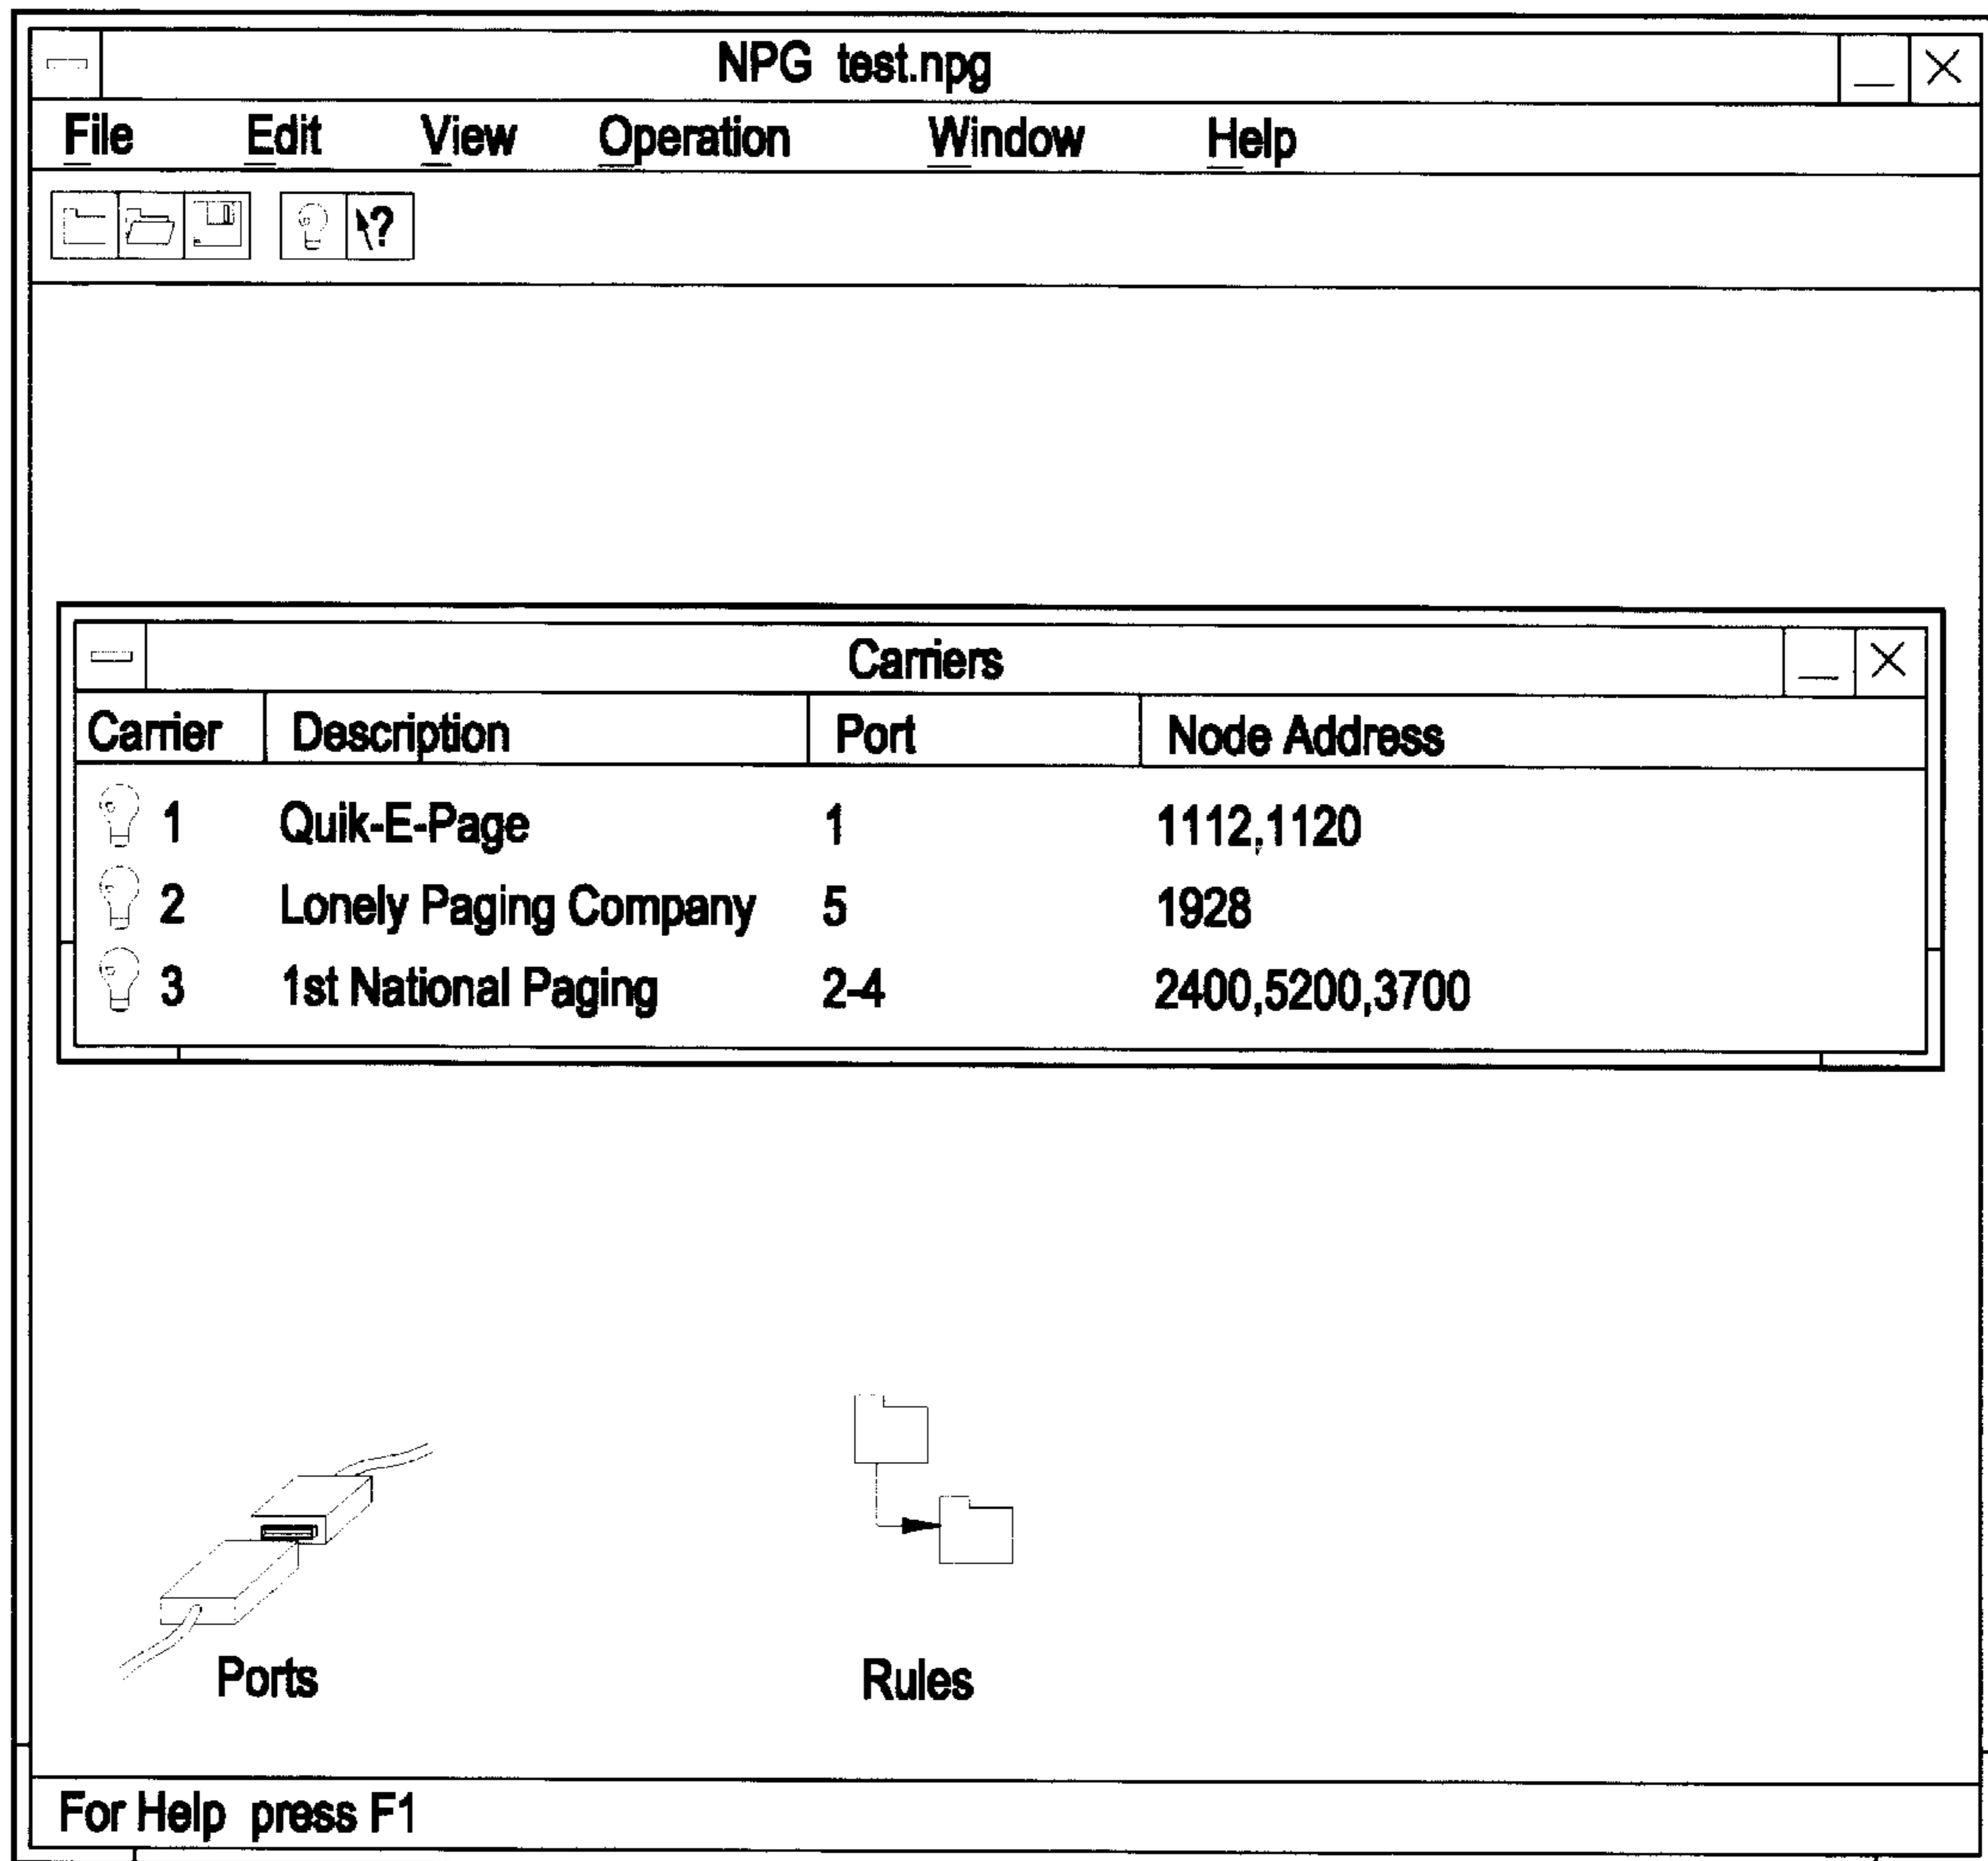 NPG test.npg
File Edit View Operation Window Help
?
Carriers
Carrier Description Port Node Address
1 Quik-E-Page 1 1112,1120
2 Lonely Paging Company 5 1928
3 1st National Paging 2-4 2400,5200,3700
Ports Rules
For Help press F1